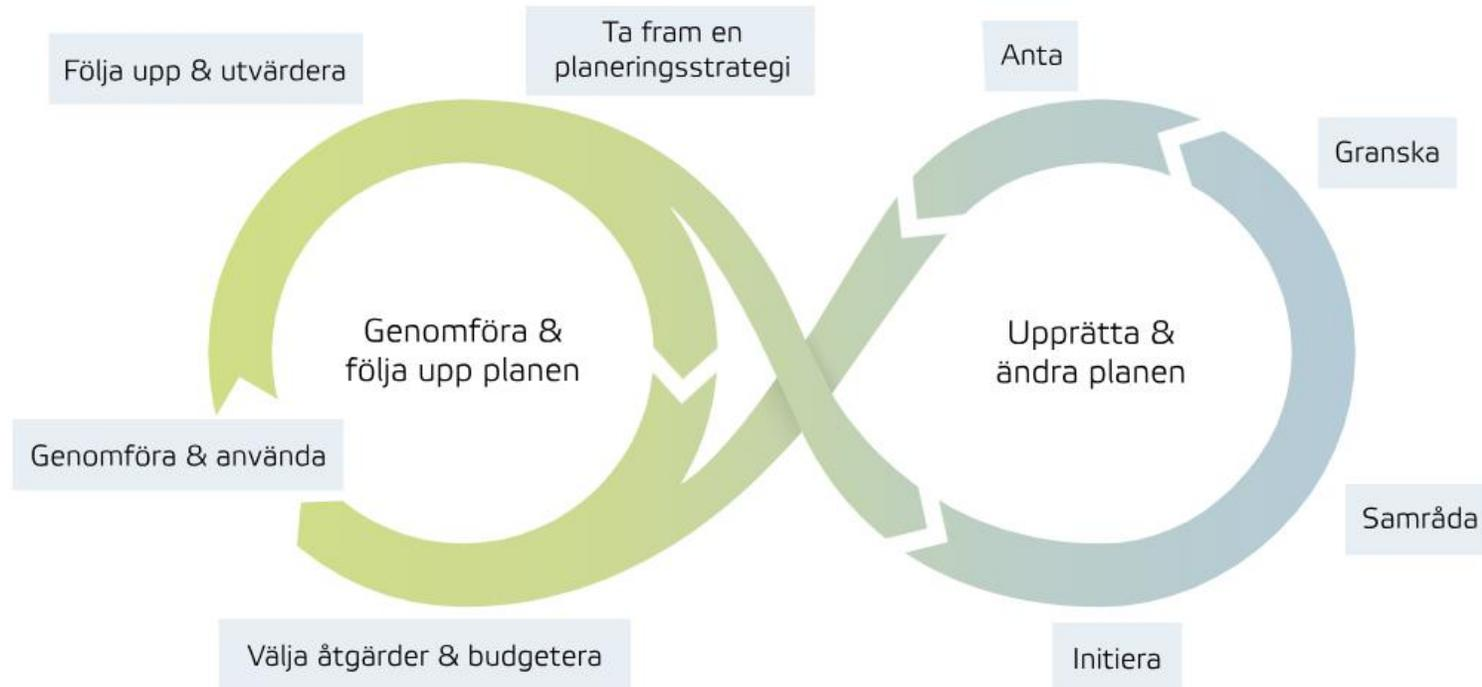 Följa upp & utvärdera
Ta fram en
planeringsstrategi
Anta
Granska
Genomföra &
följa upp planen
Upprätta &
ändra planen
Genomföra & använda
Samråda
Välja åtgärder & budgetera
Initiera